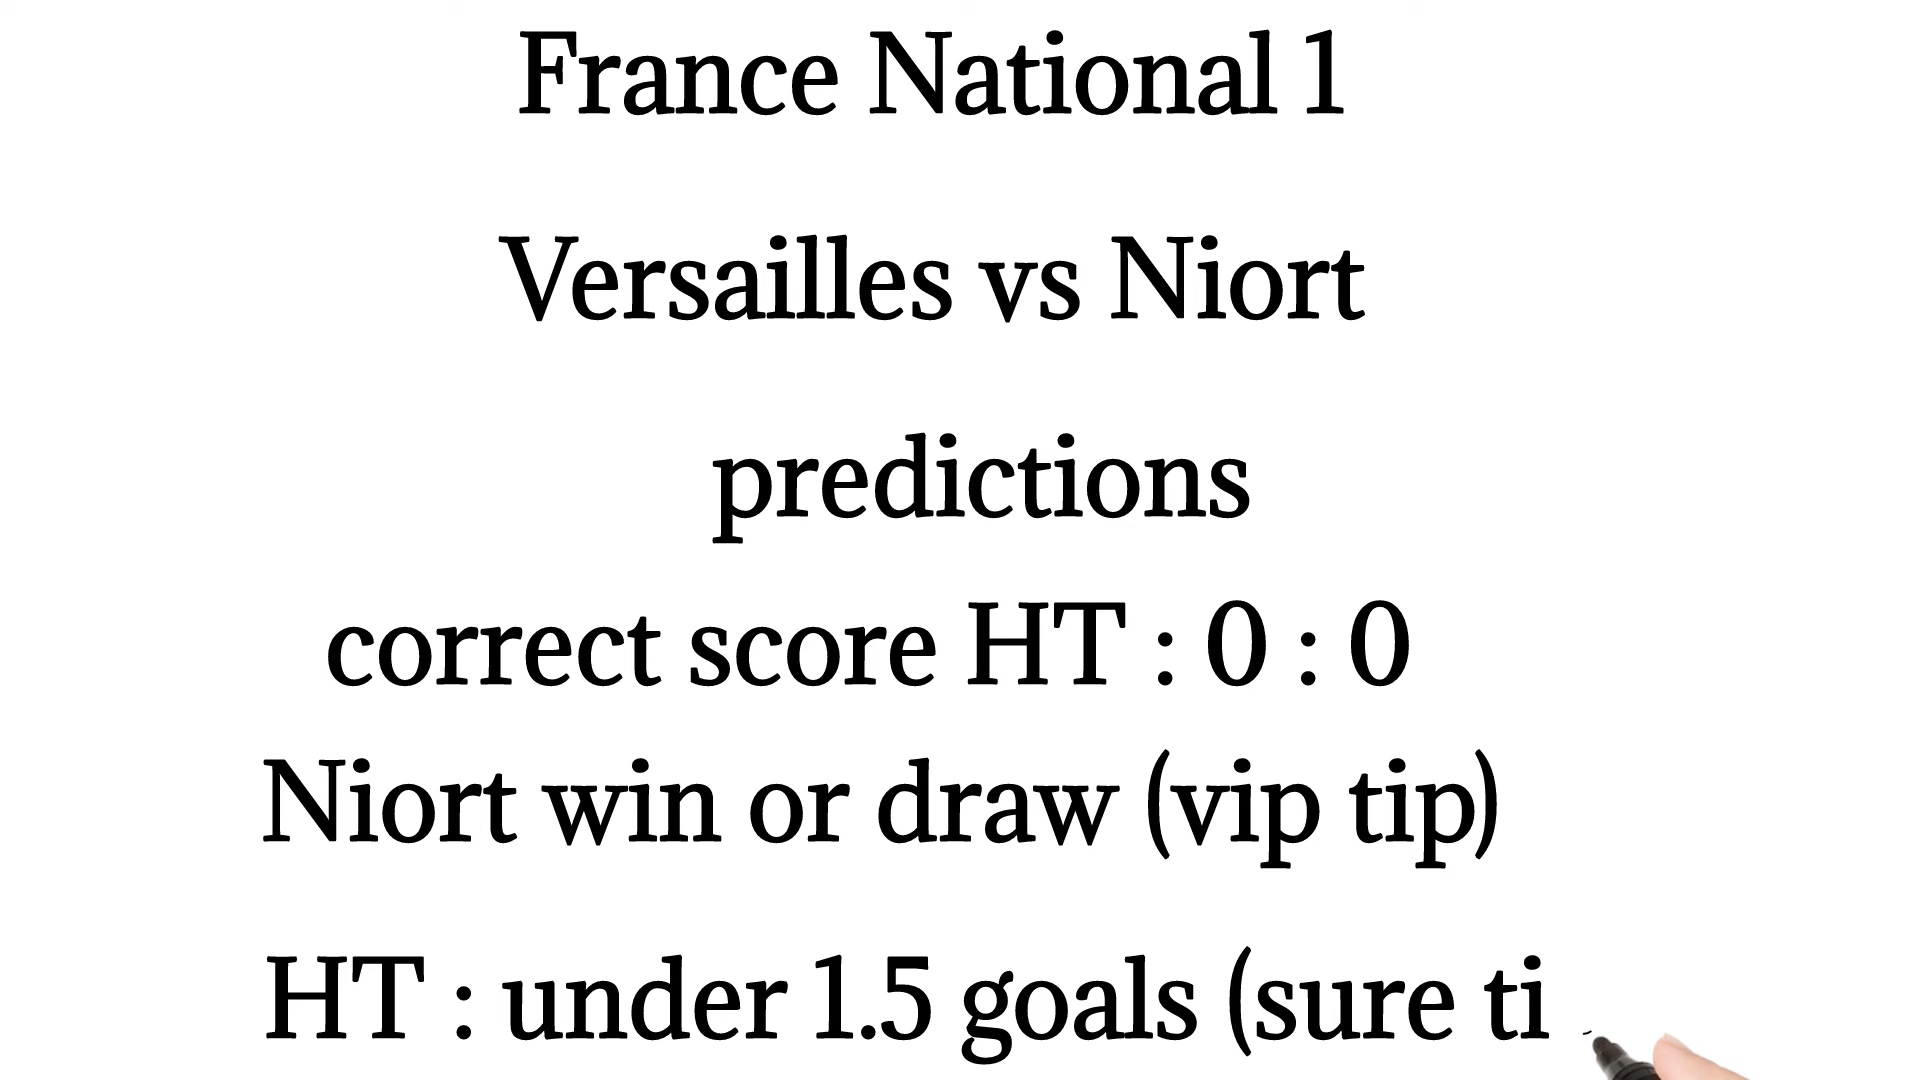 France National 1
Versailles vs Niort
predictions
correct score HT : 0 : 0
Niort win or draw (vip tip)
HT : under 1.5 goals (sure ti